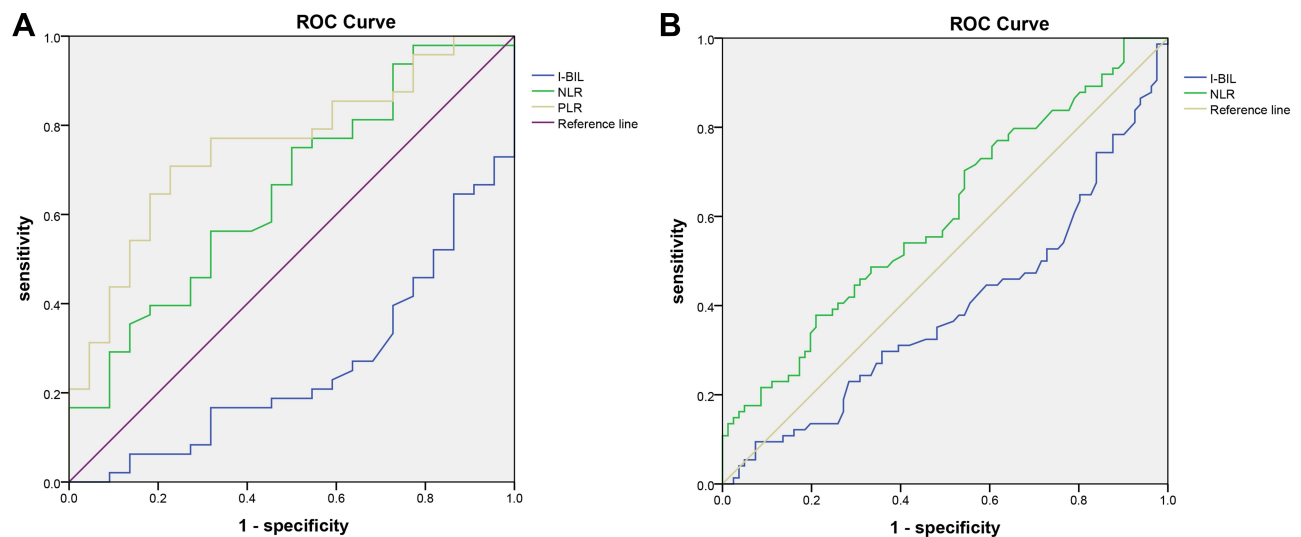 A
ROC Curve
1.0
0.8
0.6
0.4
0.2
0.0
sensitivity
0.0 0.2 0.4 0.6 0.8 1.0
1 - specificity
I-BIL
NLR
PLR
Reference line
B
ROC Curve
1.0
0.8
0.6
0.4
0.2
0.0
sensitivity
0.0 0.2 0.4 0.6 0.8 1.0
1 - specificity
I-BIL
NLR
Reference line